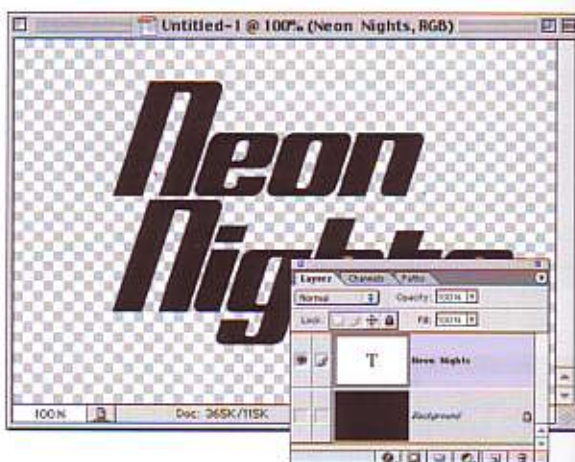 Untitled-1 @ 100% (Neon Nights, RGB)
Neon
Nights
100%
Doc: 365K/115K
Layers Channels Paths
Normal
Opacity: 100%
Lock:
Fill: 100%
T
Neon Nights
Background